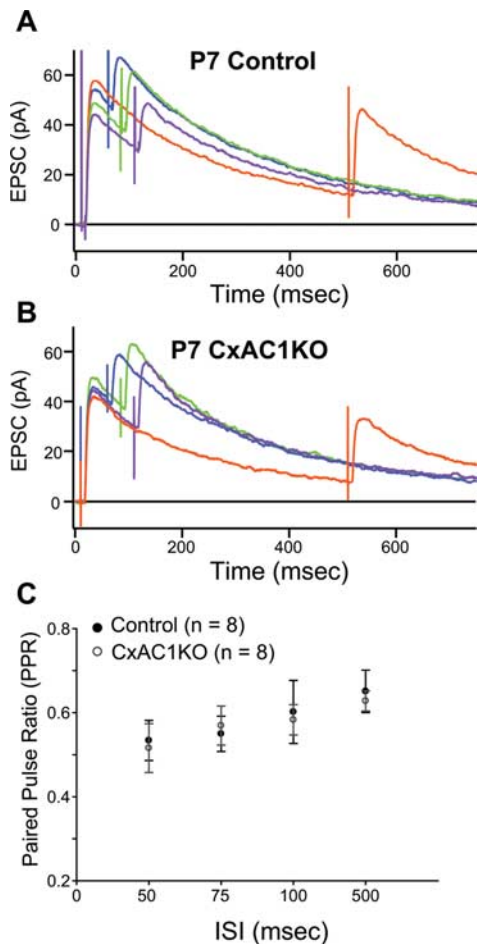 A
P7 Control
60
40
20
0
EPSC (pA)
200 400 600
Time (msec)
B
P7 CxAC1KO
60
40
20
0
EPSC (pA)
0 200 400 600
Time (msec)
C
Control (n = 8)
CxAC1KO (n = 8)
0.8
0.6
0.4
0.2
Paired Pulse Ratio (PPR)
0 50 75 100 500
ISI (msec)